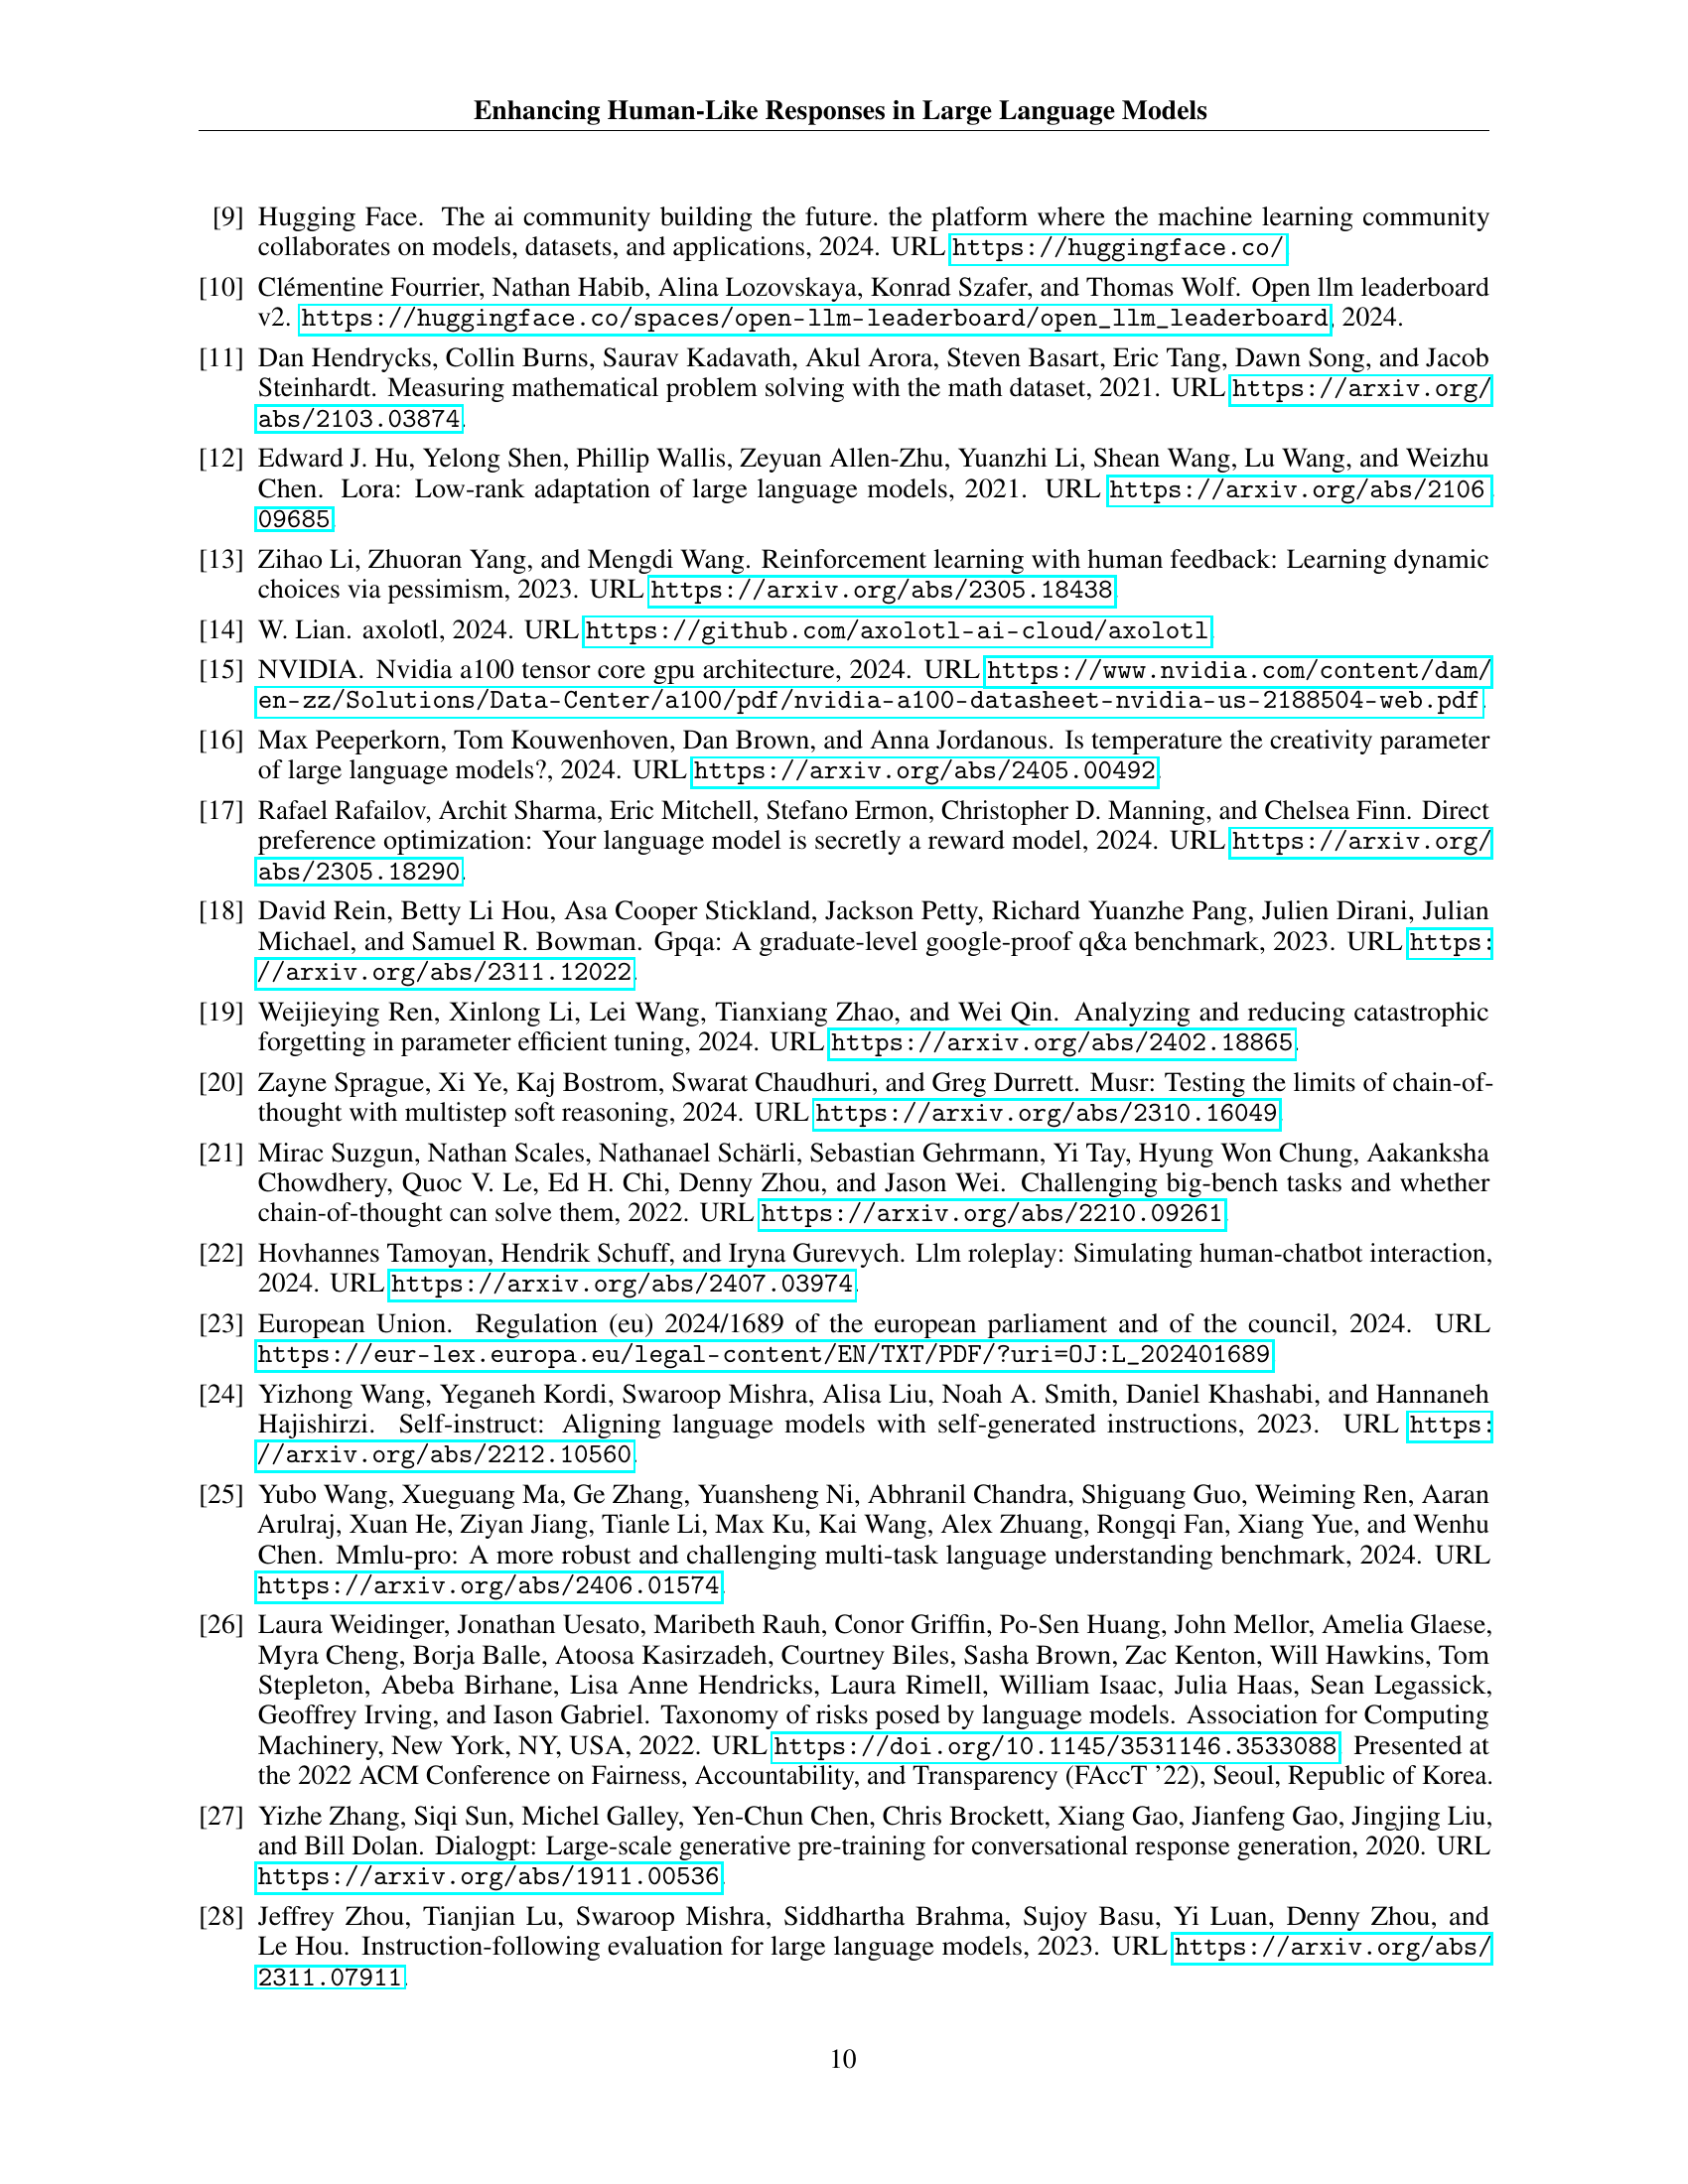 Enhancing Human-Like Responses in Large Language Models
[9] Hugging Face. The ai community building the future. the platform where the machine learning community
collaborates on models, datasets, and applications, 2024. URL https://huggingface.co/.
[10] Clémentine Fourrier, Nathan Habib, Alina Lozovskaya, Konrad Szafer, and Thomas Wolf. Open llm leaderboard
v2. https://huggingface.co/spaces/open-llm-leaderboard/open_llm_leaderboard, 2024.
[11] Dan Hendrycks, Collin Burns, Saurav Kadavath, Akul Arora, Steven Basart, Eric Tang, Dawn Song, and Jacob
Steinhardt. Measuring mathematical problem solving with the math dataset, 2021. URL https://arxiv.org/
abs/2103.03874.
[12] Edward J. Hu, Yelong Shen, Phillip Wallis, Zeyuan Allen-Zhu, Yuanzhi Li, Shean Wang, Lu Wang, and Weizhu
Chen. Lora: Low-rank adaptation of large language models, 2021. URL https://arxiv.org/abs/2106.
09685.
[13] Zihao Li, Zhuoran Yang, and Mengdi Wang. Reinforcement learning with human feedback: Learning dynamic
choices via pessimism, 2023. URL https://arxiv.org/abs/2305.18438.
[14] W. Lian. axolotl, 2024. URL https://github.com/axolotl-ai-cloud/axolotl.
[15] NVIDIA. Nvidia a100 tensor core gpu architecture, 2024. URL https://www.nvidia.com/content/dam/
en-zz/Solutions/Data-Center/a100/pdf/nvidia-a100-datasheet-nvidia-us-2188504-web.pdf.
[16] Max Peeperkorn, Tom Kouwenhoven, Dan Brown, and Anna Jordanous. Is temperature the creativity parameter
of large language models?, 2024. URL https://arxiv.org/abs/2405.00492.
[17] Rafael Rafailov, Archit Sharma, Eric Mitchell, Stefano Ermon, Christopher D. Manning, and Chelsea Finn. Direct
preference optimization: Your language model is secretly a reward model, 2024. URL https://arxiv.org/
abs/2305.18290.
[18] David Rein, Betty Li Hou, Asa Cooper Stickland, Jackson Petty, Richard Yuanzhe Pang, Julien Dirani, Julian
Michael, and Samuel R. Bowman. Gpqa: A graduate-level google-proof q&a benchmark, 2023. URL https:
//arxiv.org/abs/2311.12022.
[19] Weijieying Ren, Xinlong Li, Lei Wang, Tianxiang Zhao, and Wei Qin. Analyzing and reducing catastrophic
forgetting in parameter efficient tuning, 2024. URL https://arxiv.org/abs/2402.18865.
[20] Zayne Sprague, Xi Ye, Kaj Bostrom, Swarat Chaudhuri, and Greg Durrett. Musr: Testing the limits of chain-of-
thought with multistep soft reasoning, 2024. URL https://arxiv.org/abs/2310.16049.
[21] Mirac Suzgun, Nathan Scales, Nathanael Schärli, Sebastian Gehrmann, Yi Tay, Hyung Won Chung, Aakanksha
Chowdhery, Quoc V. Le, Ed H. Chi, Denny Zhou, and Jason Wei. Challenging big-bench tasks and whether
chain-of-thought can solve them, 2022. URL https://arxiv.org/abs/2210.09261.
[22] Hovhannes Tamoyan, Hendrik Schuff, and Iryna Gurevych. Llm roleplay: Simulating human-chatbot interaction,
2024. URL https://arxiv.org/abs/2407.03974.
[23] European Union. Regulation (eu) 2024/1689 of the european parliament and of the council, 2024. URL
https://eur-lex.europa.eu/legal-content/EN/TXT/PDF/?uri=OJ:L_202401689.
[24] Yizhong Wang, Yeganeh Kordi, Swaroop Mishra, Alisa Liu, Noah A. Smith, Daniel Khashabi, and Hannaneh
Hajishirzi. Self-instruct: Aligning language models with self-generated instructions, 2023. URL https:
//arxiv.org/abs/2212.10560.
[25] Yubo Wang, Xueguang Ma, Ge Zhang, Yuansheng Ni, Abhranil Chandra, Shiguang Guo, Weiming Ren, Aaran
Arulraj, Xuan He, Ziyan Jiang, Tianle Li, Max Ku, Kai Wang, Alex Zhuang, Rongqi Fan, Xiang Yue, and Wenhu
Chen. Mmlu-pro: A more robust and challenging multi-task language understanding benchmark, 2024. URL
https://arxiv.org/abs/2406.01574.
[26] Laura Weidinger, Jonathan Uesato, Maribeth Rauh, Conor Griffin, Po-Sen Huang, John Mellor, Amelia Glaese,
Myra Cheng, Borja Balle, Atoosa Kasirzadeh, Courtney Biles, Sasha Brown, Zac Kenton, Will Hawkins, Tom
Stepleton, Abeba Birhane, Lisa Anne Hendricks, Laura Rimell, William Isaac, Julia Haas, Sean Legassick,
Geoffrey Irving, and Iason Gabriel. Taxonomy of risks posed by language models. Association for Computing
Machinery, New York, NY, USA, 2022. URL https://doi.org/10.1145/3531146.3533088. Presented at
the 2022 ACM Conference on Fairness, Accountability, and Transparency (FAccT ’22), Seoul, Republic of Korea.
[27] Yizhe Zhang, Siqi Sun, Michel Galley, Yen-Chun Chen, Chris Brockett, Xiang Gao, Jianfeng Gao, Jingjing Liu,
and Bill Dolan. Dialogpt: Large-scale generative pre-training for conversational response generation, 2020. URL
https://arxiv.org/abs/1911.00536.
[28] Jeffrey Zhou, Tianjian Lu, Swaroop Mishra, Siddhartha Brahma, Sujoy Basu, Yi Luan, Denny Zhou, and
Le Hou. Instruction-following evaluation for large language models, 2023. URL https://arxiv.org/abs/
2311.07911.
10